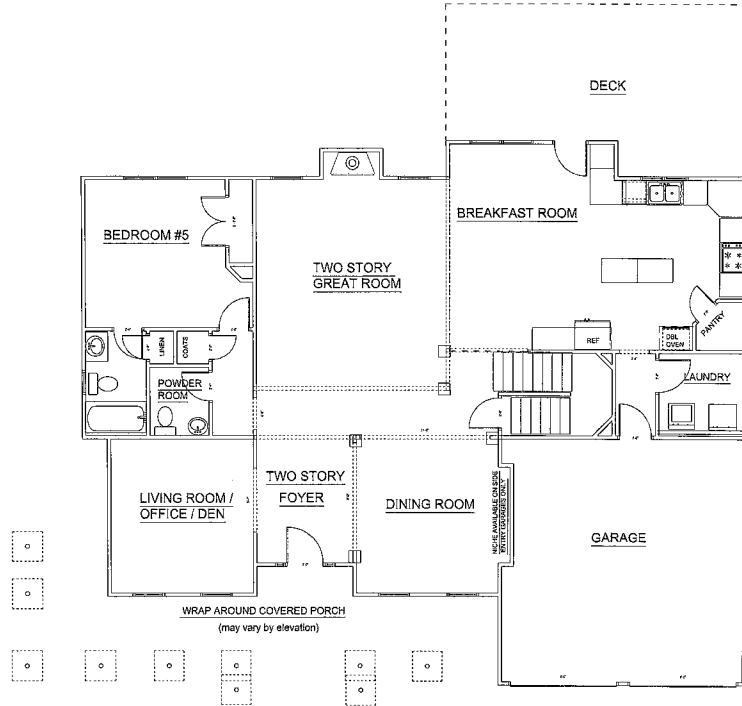 DECK
BREAKFAST ROOM
BEDROOM #5
TWO STORY
GREAT ROOM
PANTRY
REF
DBL
OVEN
LINEN
COATS
POWDER
ROOM
LAUNDRY
LIVING ROOM /
OFFICE / DEN
TWO STORY
FOYER
DINING ROOM
NICHE AVAILABLE ON SIDE
ENTRY GARAGES ONLY
GARAGE
WRAP AROUND COVERED PORCH
(may vary by elevation)